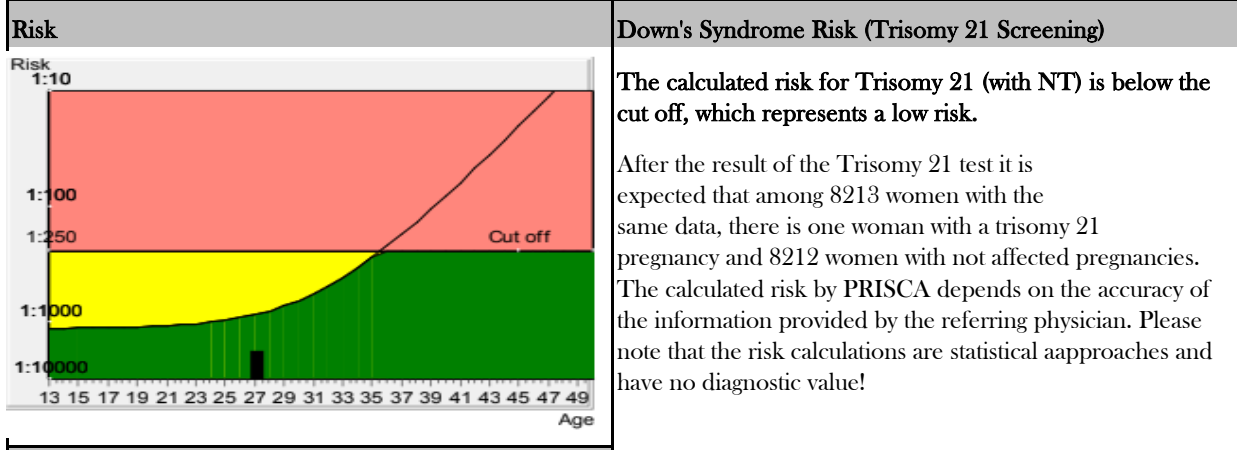 Risk
Down's Syndrome Risk (Trisomy 21 Screening)
Risk
1:10
1:100
1:250
Cut off
1:1000
1:10000
13 15 17 19 21 23 25 27 29 31 33 35 37 39 41 43 45 47 49
Age
The calculated risk for Trisomy 21 (with NT) is below the
cut off, which represents a low risk.
After the result of the Trisomy 21 test it is
expected that among 8213 women with the
same data, there is one woman with a trisomy 21
pregnancy and 8212 women with not affected pregnancies.
The calculated risk by PRISCA depends on the accuracy of
the information provided by the referring physician. Please
note that the risk calculations are statistical aapproaches and
have no diagnostic value!